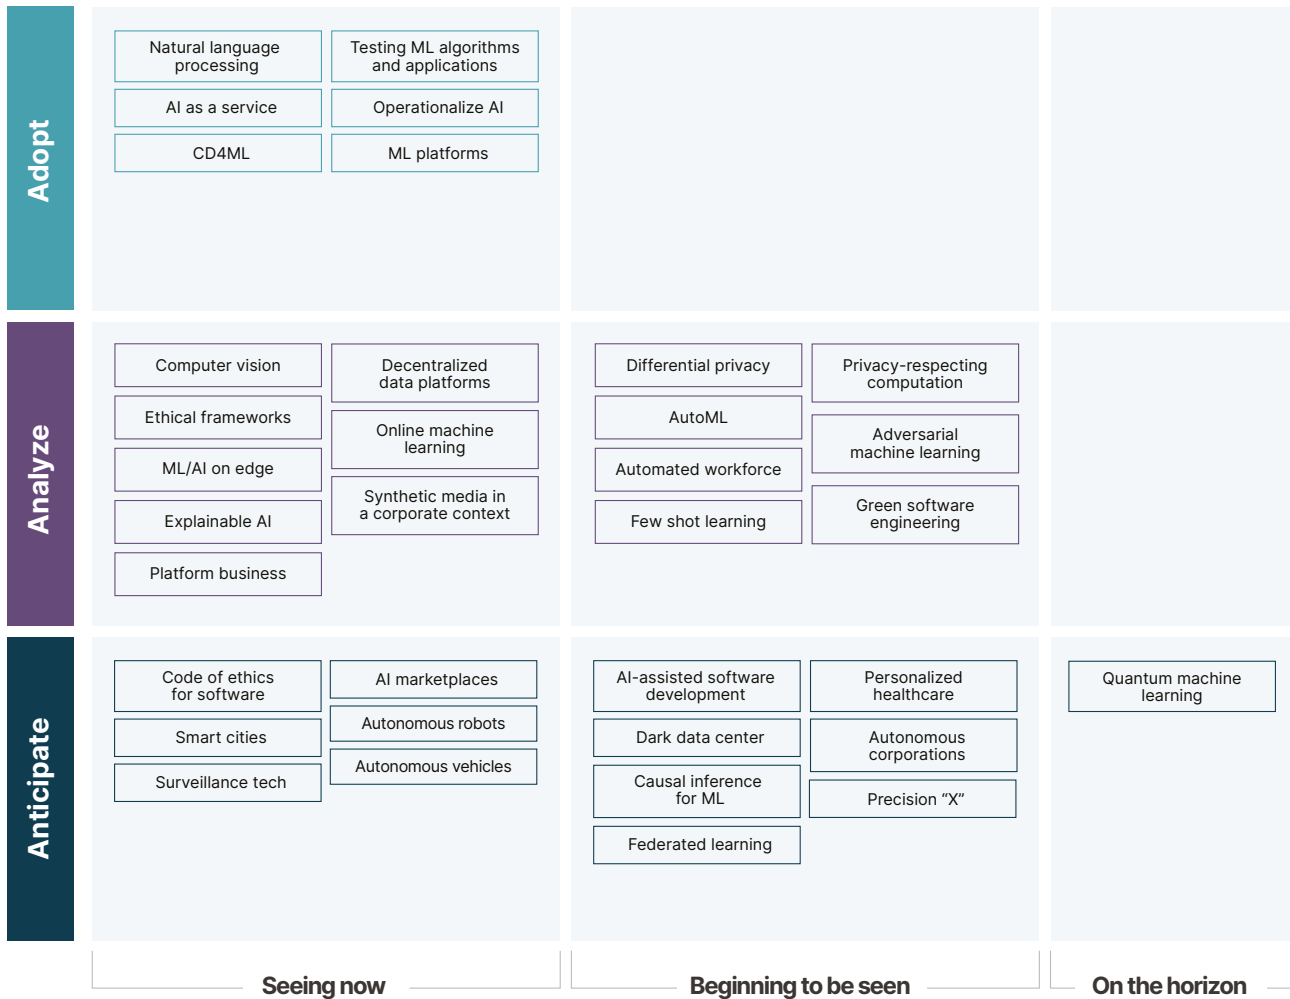 Adopt
Natural language
processing
Testing ML algorithms
and applications
AI as a service
Operationalize AI
CD4ML
ML platforms
Analyze
Computer vision
Decentralized
data platforms
Ethical frameworks
Online machine
learning
ML/AI on edge
Synthetic media in
a corporate context
Explainable AI
Platform business
Differential privacy
Privacy-respecting
computation
AutoML
Adversarial
machine learning
Automated workforce
Green software
engineering
Few shot learning
Anticipate
Code of ethics
for software
AI marketplaces
Smart cities
Autonomous robots
Surveillance tech
Autonomous vehicles
AI-assisted software
development
Personalized
healthcare
Dark data center
Autonomous
corporations
Causal inference
for ML
Precision “X”
Federated learning
Quantum machine
learning
Seeing now
Beginning to be seen
On the horizon